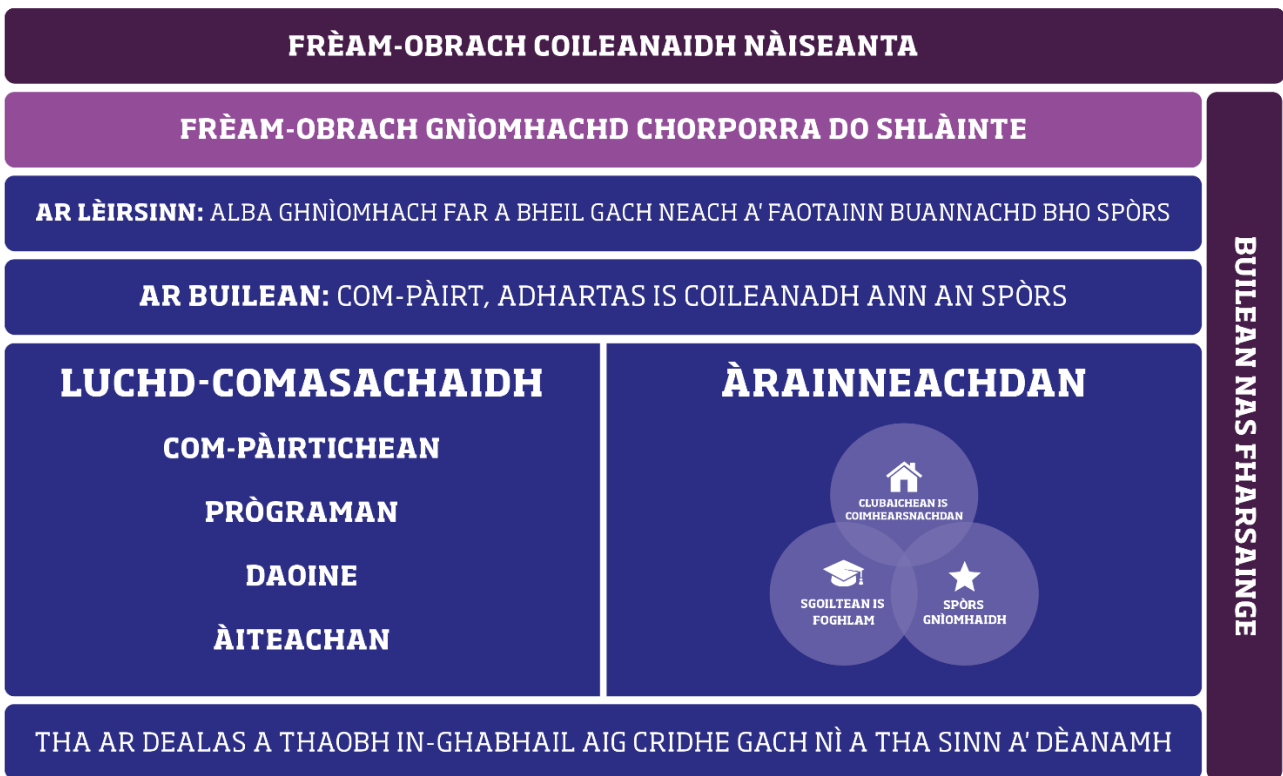 FRÈAM-OBRACH COILEANAIDH NÀISEANTA
FRÈAM-OBRACH GNÌOMHACHD CHORPORRA DO SHLÀINTE
AR LÈIRSINN: ALBA GHNÌOMHACH FAR A BHEIL GACH NEACH A' FAOTAINN BUANNACHD BHO SPÒRS
AR BUILEAN: COM-PÀIRT, ADHARTAS IS COILEANADH ANN AN SPÒRS
LUCHD-COMASACHAIDH
COM-PÀIRTICHEAN
PRÒGRAMAN
DAOINE
ÀITEACHAN
ÀRAINNEACHDAN
CLUBAICHEAN IS
COIMHEARSNACHDAN
SGOILTEAN IS
FOGHLAM
SPÒRS
GNÌOMHAIDH
THA AR DEALAS A THAOBH IN-GHABHAIL AIG CRIDHE GACH NÌ A THA SINN A' DÈANAMH
BUILEAN NAS FHARSAINGE